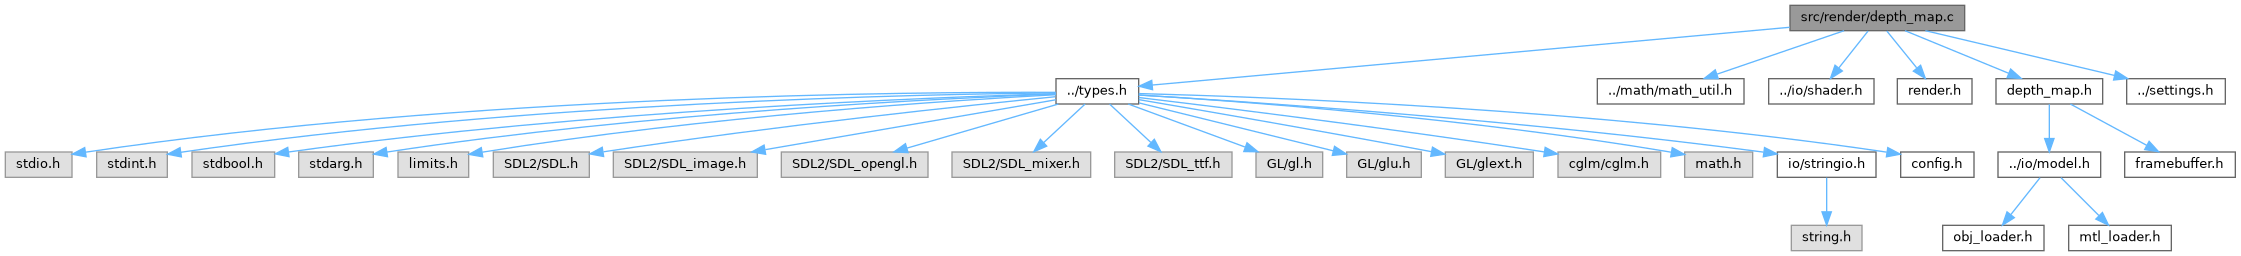 src/render/depth_map.c
../types.h
../math/math_util.h
../io/shader.h
render.h
depth_map.h
../settings.h
stdio.h
stdint.h
stdbool.h
stdarg.h
limits.h
SDL2/SDL.h
SDL2/SDL_image.h
SDL2/SDL_opengl.h
SDL2/SDL_mixer.h
SDL2/SDL_ttf.h
GL/gl.h
GL/glu.h
GL/glext.h
cglm/cglm.h
math.h
io/stringio.h
config.h
../io/model.h
framebuffer.h
string.h
obj_loader.h
mtl_loader.h